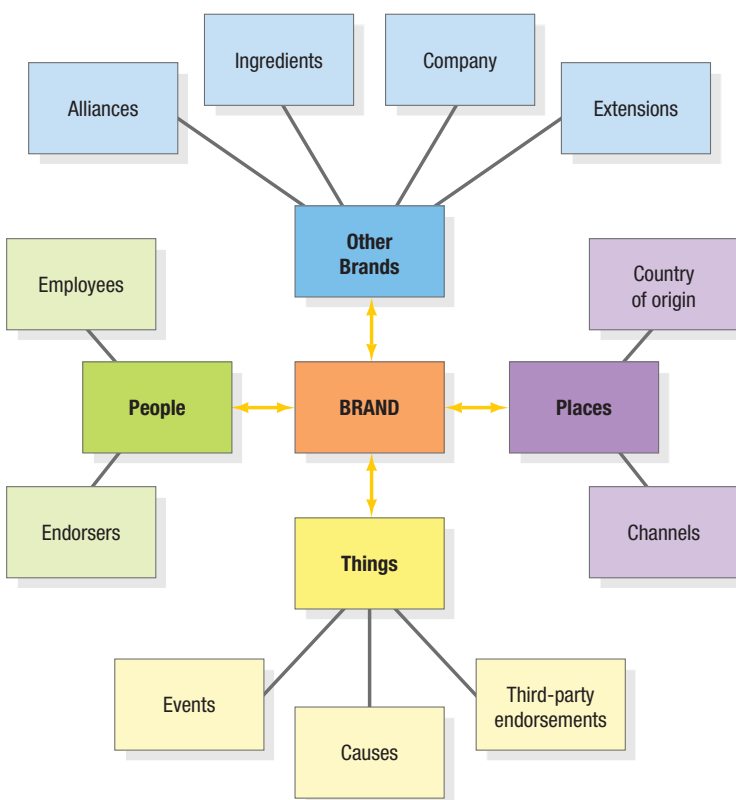 Ingredients
Company
Alliances
Extensions
Other
Brands
Employees
Country
of origin
People
BRAND
Places
Endorsers
Channels
Things
Events
Third-party
endorsements
Causes